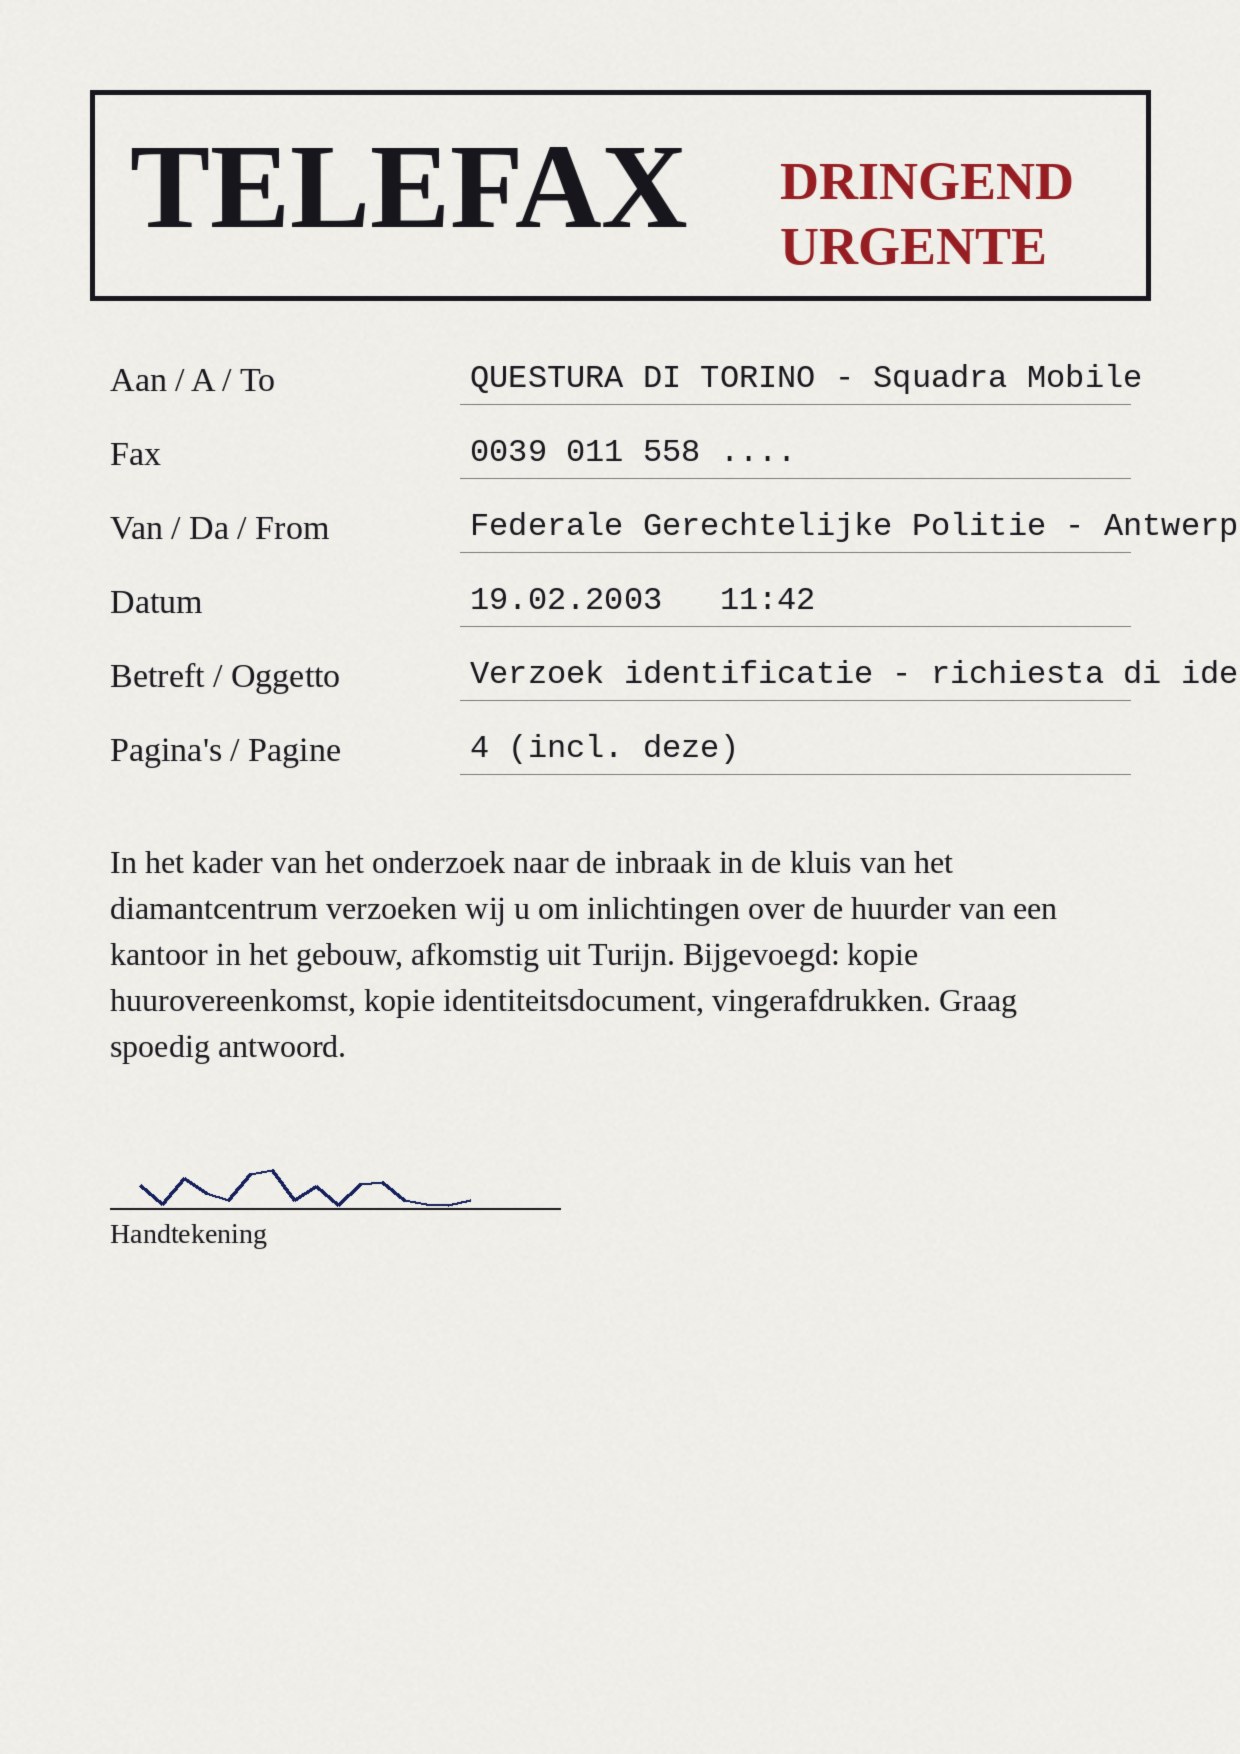 TELEFAX
DRINGEND
URGENTE
Aan / A / To QUESTURA DI TORINO - Squadra Mobile
Fax 0039 011 558 ....
Van / Da / From Federale Gerechtelijke Politie - Antwerp
Datum 19.02.2003 11:42
Betreft / Oggetto Verzoek identificatie - richiesta di ide
Pagina's / Pagine 4 (incl. deze)
In het kader van het onderzoek naar de inbraak in de kluis van het
diamantcentrum verzoeken wij u om inlichtingen over de huurder van een
kantoor in het gebouw, afkomstig uit Turijn. Bijgevoegd: kopie
huurovereenkomst, kopie identiteitsdocument, vingerafdrukken. Graag
spoedig antwoord.
Handtekening